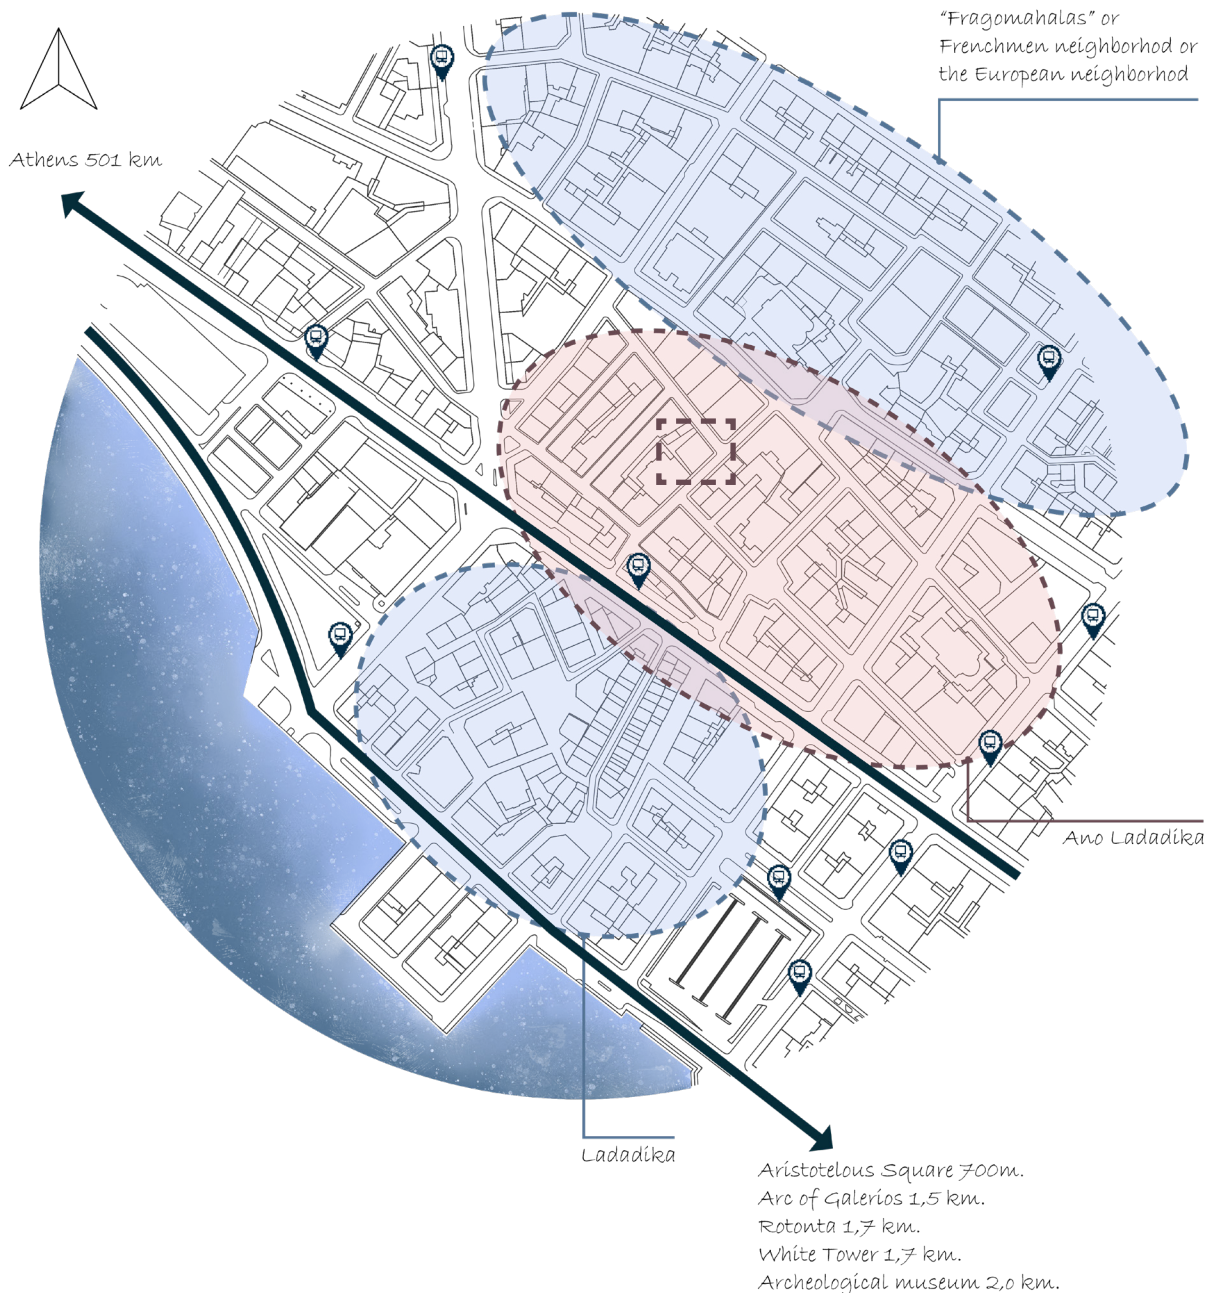 “Fragomahalas” or
Frenchmen neighborhod or
the European neighborhod
Athens 501 km
Ano Ladadika
Ladadika
Aristotelous Square 700m.
Arc of Galerios 1,5 km.
Rotonta 1,7 km.
White Tower 1,7 km.
Archeological museum 2,0 km.